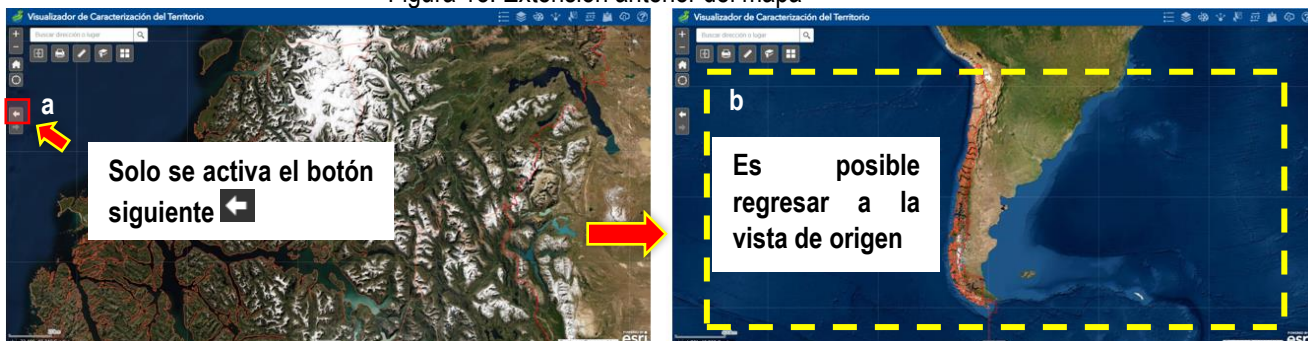 Figura 16. Extensión anterior del mapa
Visualizador de Caracterización del Territorio
Buscar dirección o lugar
a
Solo se activa el botón
siguiente
esri
Visualizador de Caracterización del Territorio
Buscar dirección o lugar
b
Es posible
regresar a la
vista de origen
esri